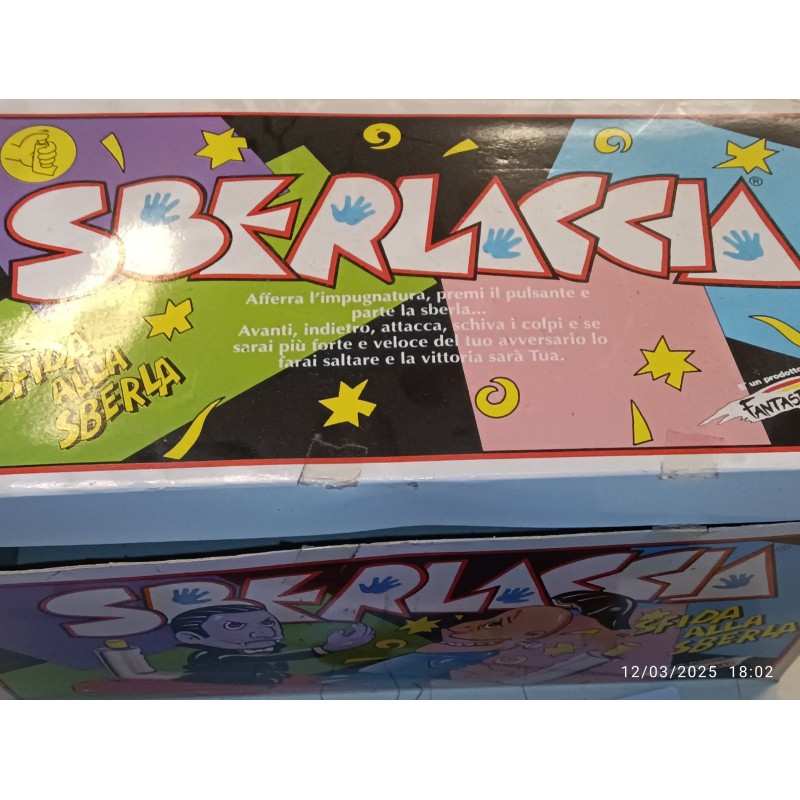 SBERLACCIA®
Afferra l'impugnatura, premi il pulsante e
parte la sberla...
Avanti, indietro, attacca, schiva i colpi e se
sarai più forte e veloce del tuo avversario lo
farai saltare e la vittoria sarà Tua.
SFIDA
ALLA
SBERLA
un prodotto
SBERLACCIA
SFIDA
ALLA
SBERLA
12/03/2025 18:02